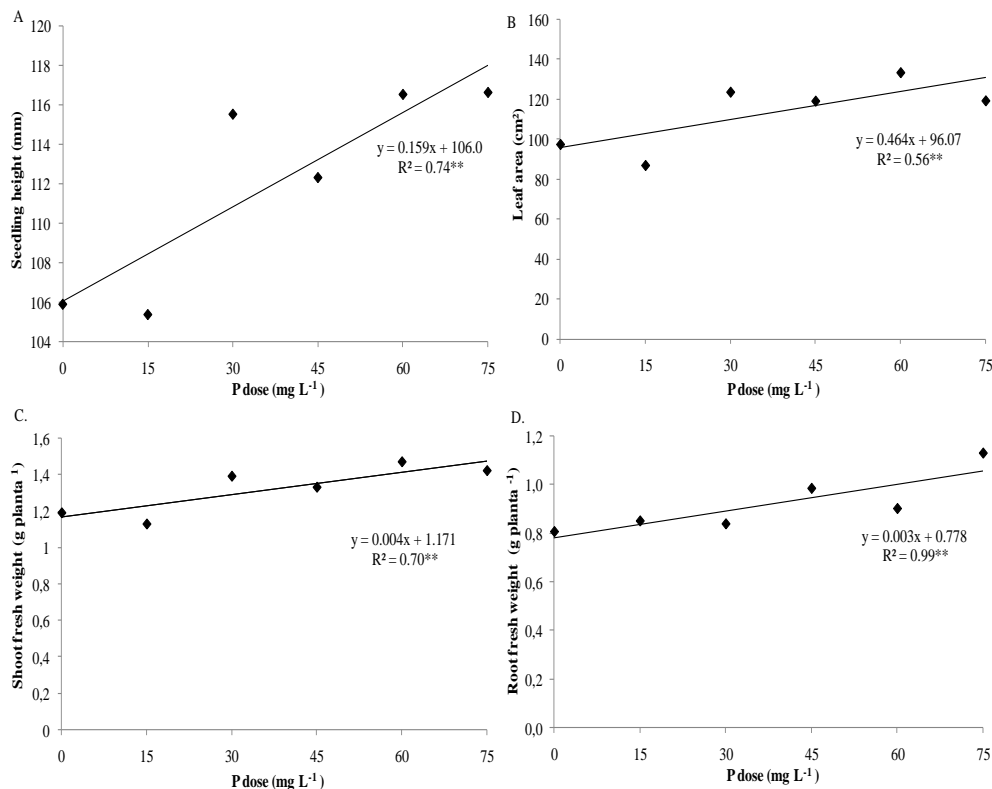 A
120
118
116
114
112
110
108
106
104
Seedling height (mm)
y = 0.159x + 106.0
R² = 0.74**
0 15 30 45 60 75
P dose (mg L⁻¹ )
B
160
140
120
100
80
60
40
20
0
Leaf area (cm²)
y = 0.464x + 96.07
R² = 0.56**
0 15 30 45 60 75
P dose (mg L⁻¹ )
C.
1,6
1,4
1,2
1
0,8
0,6
0,4
0,2
0
Shoot fresh weight (g planta ¹)
y = 0.004x + 1.171
R² = 0.70**
0 15 30 45 60 75
P dose (mg L⁻¹ )
D.
1,2
1,0
0,8
0,6
0,4
0,2
0,0
Root fresh weight (g planta ⁻¹)
y = 0.003x + 0.778
R² = 0.99**
0 15 30 45 60 75
P dose (mg L⁻¹ )